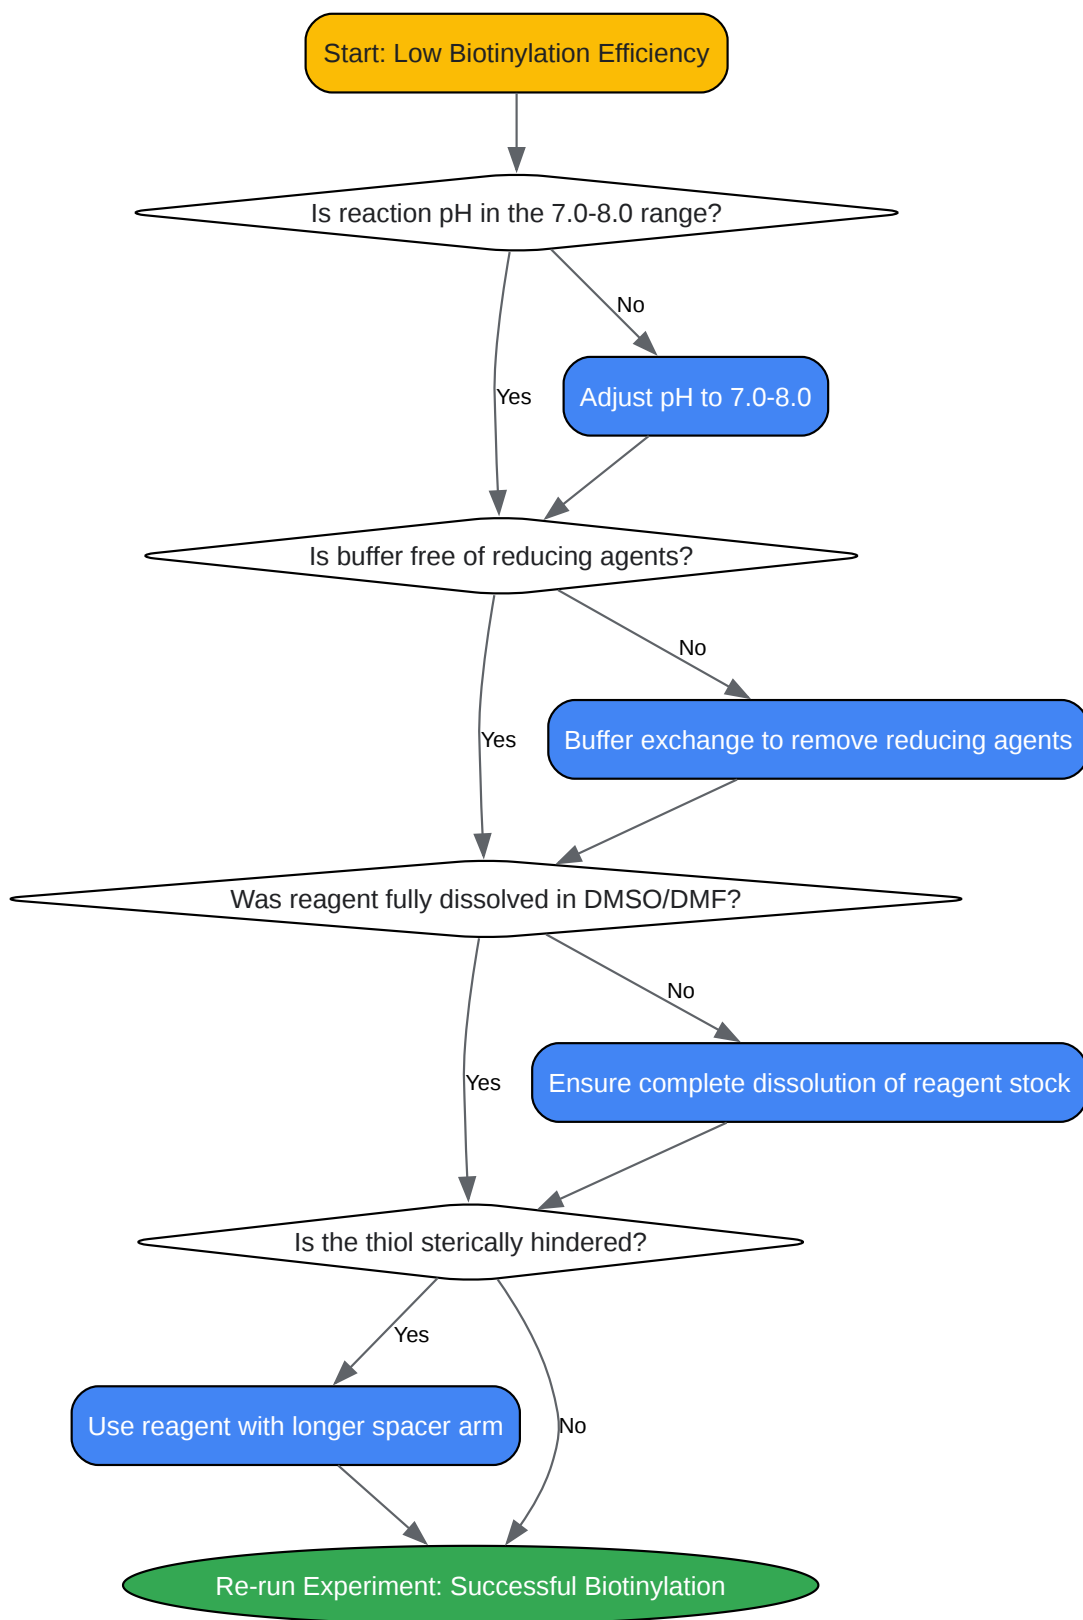 Start: Low Biotinylation Efficiency
Is reaction pH in the 7.0-8.0 range?
No
Yes
Adjust pH to 7.0-8.0
Is buffer free of reducing agents?
No
Yes
Buffer exchange to remove reducing agents
Was reagent fully dissolved in DMSO/DMF?
No
Yes
Ensure complete dissolution of reagent stock
Is the thiol sterically hindered?
Yes
Use reagent with longer spacer arm
No
Re-run Experiment: Successful Biotinylation